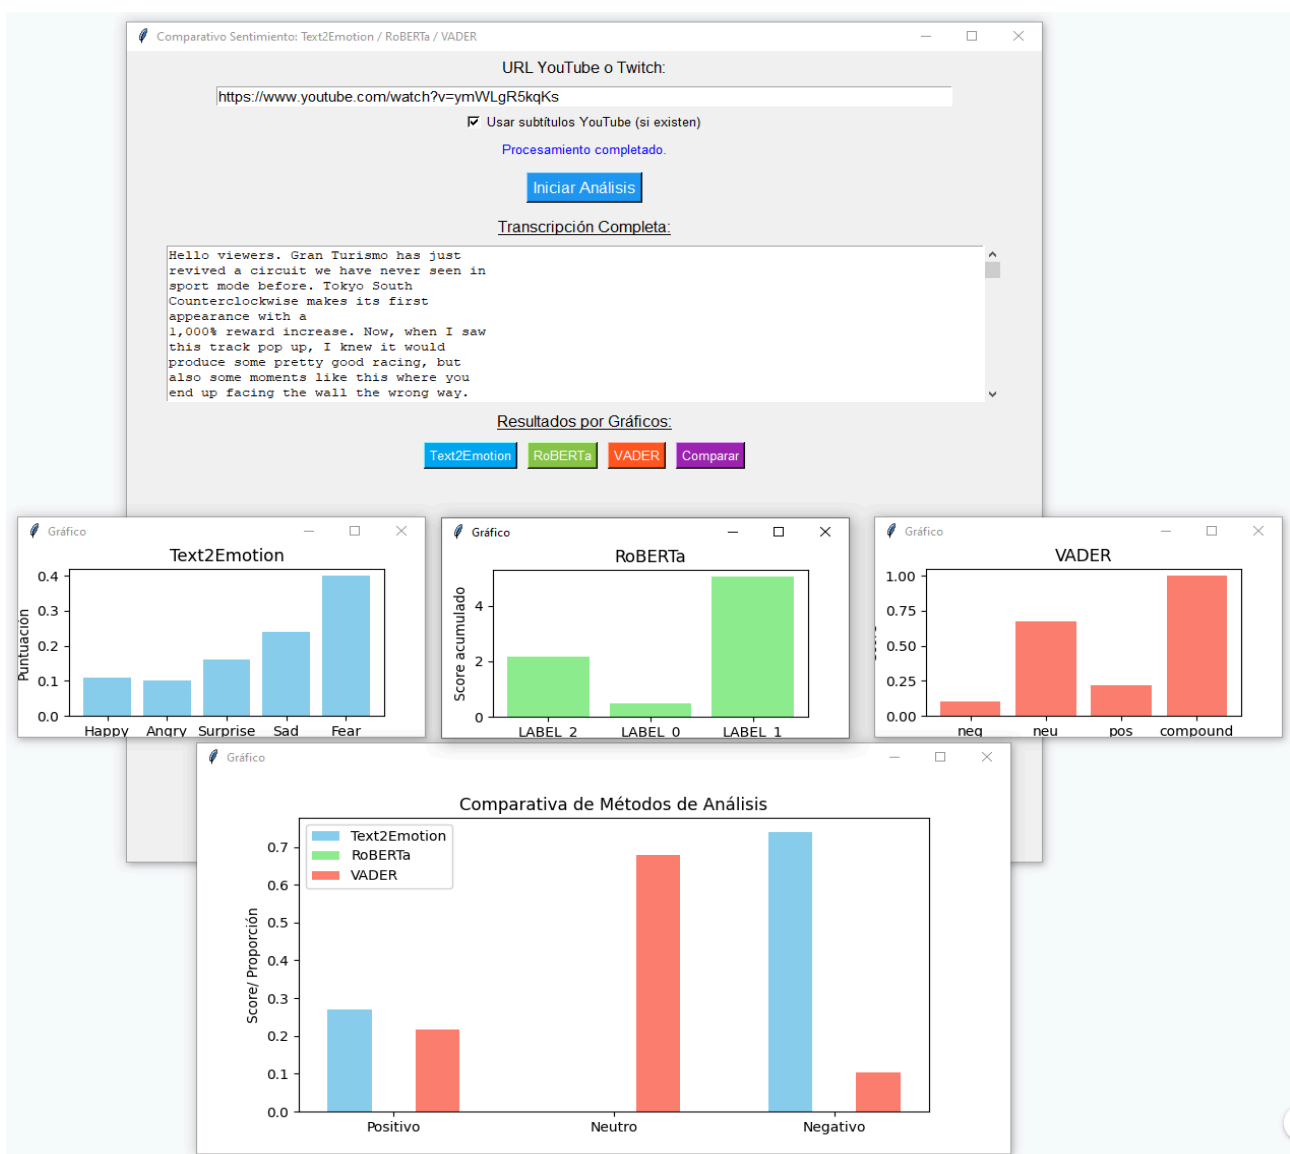 Comparativo Sentimiento: Text2Emotion / RoBERTa / VADER
URL YouTube o Twitch:
https://www.youtube.com/watch?v=ymWLgR5kqKs
Usar subtítulos YouTube (si existen)
Procesamiento completado.
Iniciar Análisis
Transcripción Completa:
Hello viewers. Gran Turismo has just
revived a circuit we have never seen in
sport mode before. Tokyo South
Counterclockwise makes its first
appearance with a
1,000% reward increase. Now, when I saw
this track pop up, I knew it would
produce some pretty good racing, but
also some moments like this where you
end up facing the wall the wrong way.
Resultados por Gráficos:
Text2Emotion RoBERTa VADER Comparar
Gráfico
Text2Emotion
Puntuación
0.4
0.3
0.2
0.1
0.0
Happy Angry Surprise Sad Fear
Gráfico
RoBERTa
Score acumulado
4
2
0
LABEL_2 LABEL_0 LABEL_1
Gráfico
VADER
1.00
0.75
0.50
0.25
0.00
neg neu pos compound
Gráfico
Comparativa de Métodos de Análisis
Text2Emotion
RoBERTa
VADER
Score/ Proporción
0.7
0.6
0.5
0.4
0.3
0.2
0.1
0.0
Positivo Neutro Negativo